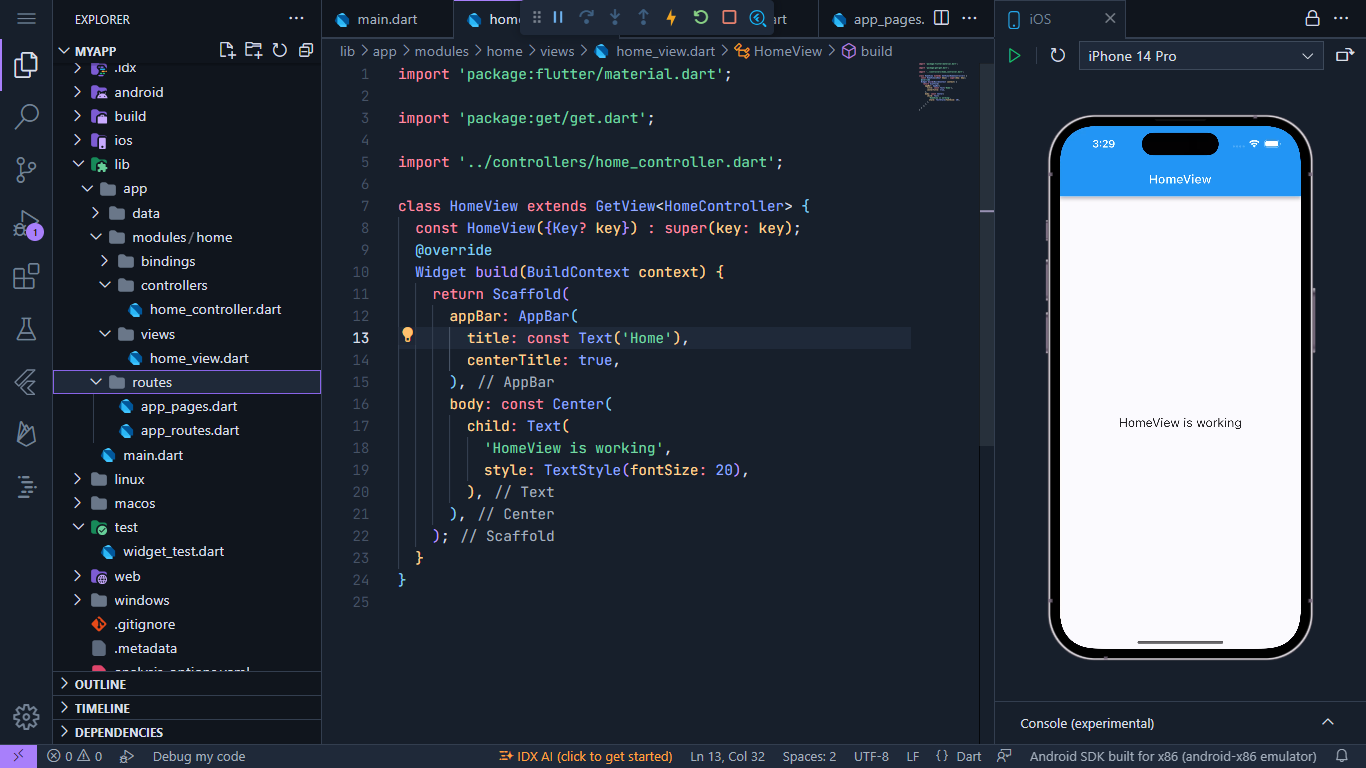 EXPLORER
MYAPP
.idx
android
build
ios
lib
app
data
modules/home
bindings
controllers
home_controller.dart
views
home_view.dart
routes
app_pages.dart
app_routes.dart
main.dart
linux
macos
test
widget_test.dart
web
windows
.gitignore
.metadata
analysis_options.yaml
OUTLINE
TIMELINE
DEPENDENCIES
1
main.dart
app_pages.
lib > app > modules > home > views > home_view.dart > HomeView > build
1 import 'package:flutter/material.dart';
2
3 import 'package:get/get.dart';
4
5 import '../controllers/home_controller.dart';
6
7 class HomeView extends GetView<HomeController> {
8 const HomeView({Key? key}) : super(key: key);
9 @override
10 Widget build(BuildContext context) {
11 return Scaffold(
12 appBar: AppBar(
13 title: const Text('Home'),
14 centerTitle: true,
15 ), // AppBar
16 body: const Center(
17 child: Text(
18 'HomeView is working',
19 style: TextStyle(fontSize: 20),
20 ), // Text
21 ), // Center
22 ); // Scaffold
23 }
24 }
25
iOS
iPhone 14 Pro
3:29
HomeView
HomeView is working
Console (experimental)
0 0 Debug my code
IDX AI (click to get started) Ln 13, Col 32 Spaces: 2 UTF-8 LF {} Dart Android SDK built for x86 (android-x86 emulator)